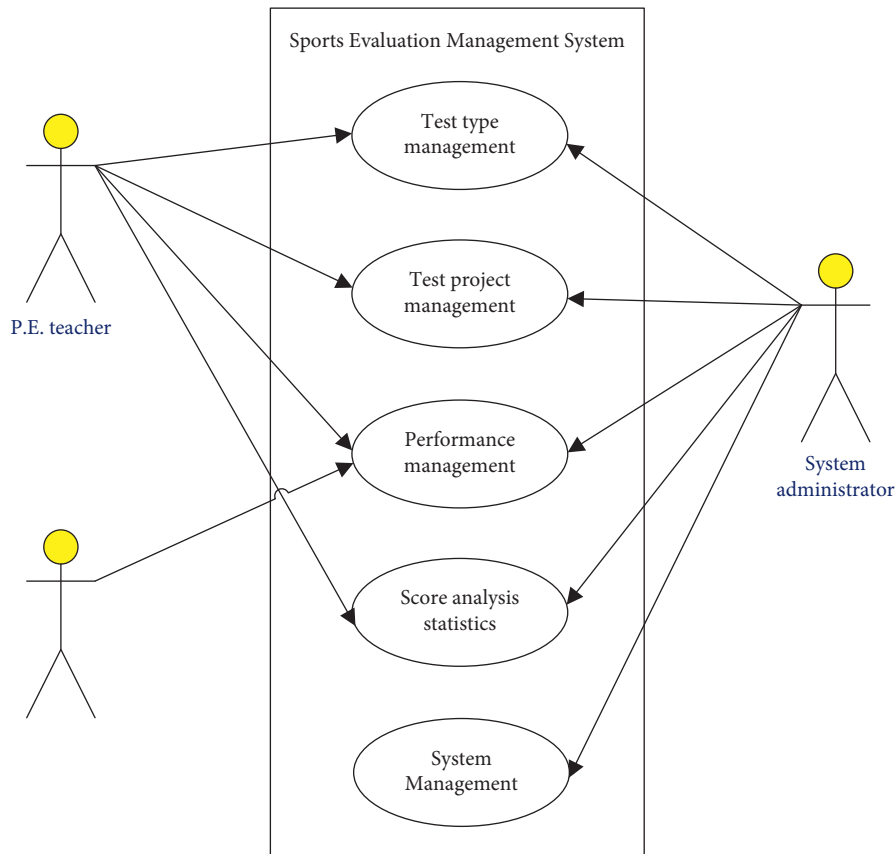 Sports Evaluation Management System
Test type
management
Test project
management
P.E. teacher
Performance
management
System
administrator
Score analysis
statistics
System
Management